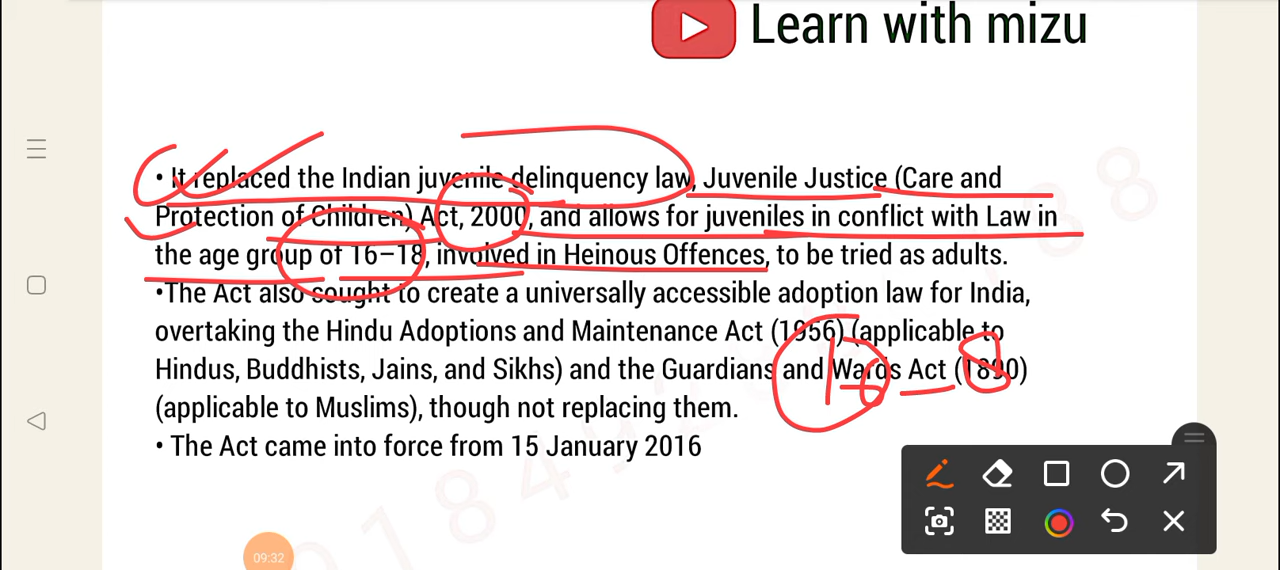 Learn with mizu
• It replaced the Indian juvenile delinquency law, Juvenile Justice (Care and
Protection of Children) Act, 2000, and allows for juveniles in conflict with Law in
the age group of 16–18, involved in Heinous Offences, to be tried as adults.
•The Act also sought to create a universally accessible adoption law for India,
overtaking the Hindu Adoptions and Maintenance Act (1956) (applicable to
Hindus, Buddhists, Jains, and Sikhs) and the Guardians and Wards Act (1890)
(applicable to Muslims), though not replacing them.
16–8
• The Act came into force from 15 January 2016
09:32